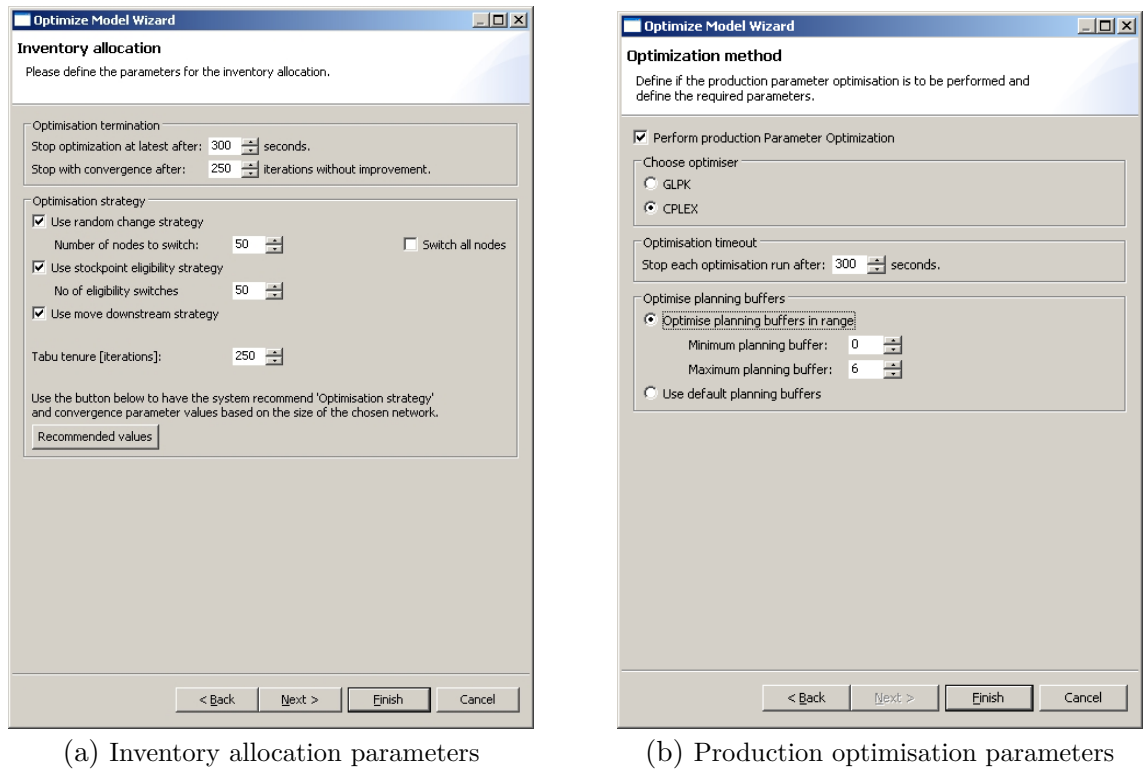 Optimize Model Wizard
Inventory allocation
Please define the parameters for the inventory allocation.
Optimisation termination
Stop optimization at latest after: 300 seconds.
Stop with convergence after: 250 iterations without improvement.
Optimisation strategy
Use random change strategy
Number of nodes to switch: 50 Switch all nodes
Use stockpoint eligibility strategy
No of eligibility switches 50
Use move downstream strategy
Tabu tenure [iterations]: 250
Use the button below to have the system recommend 'Optimisation strategy'
and convergence parameter values based on the size of the chosen network.
Recommended values
< Back Next > Finish Cancel
(a) Inventory allocation parameters
Optimize Model Wizard
Optimization method
Define if the production parameter optimisation is to be performed and
define the required parameters.
Perform production Parameter Optimization
Choose optimiser
GLPK
CPLEX
Optimisation timeout
Stop each optimisation run after: 300 seconds.
Optimise planning buffers
Optimise planning buffers in range
Minimum planning buffer: 0
Maximum planning buffer: 6
Use default planning buffers
< Back Next > Finish Cancel
(b) Production optimisation parameters